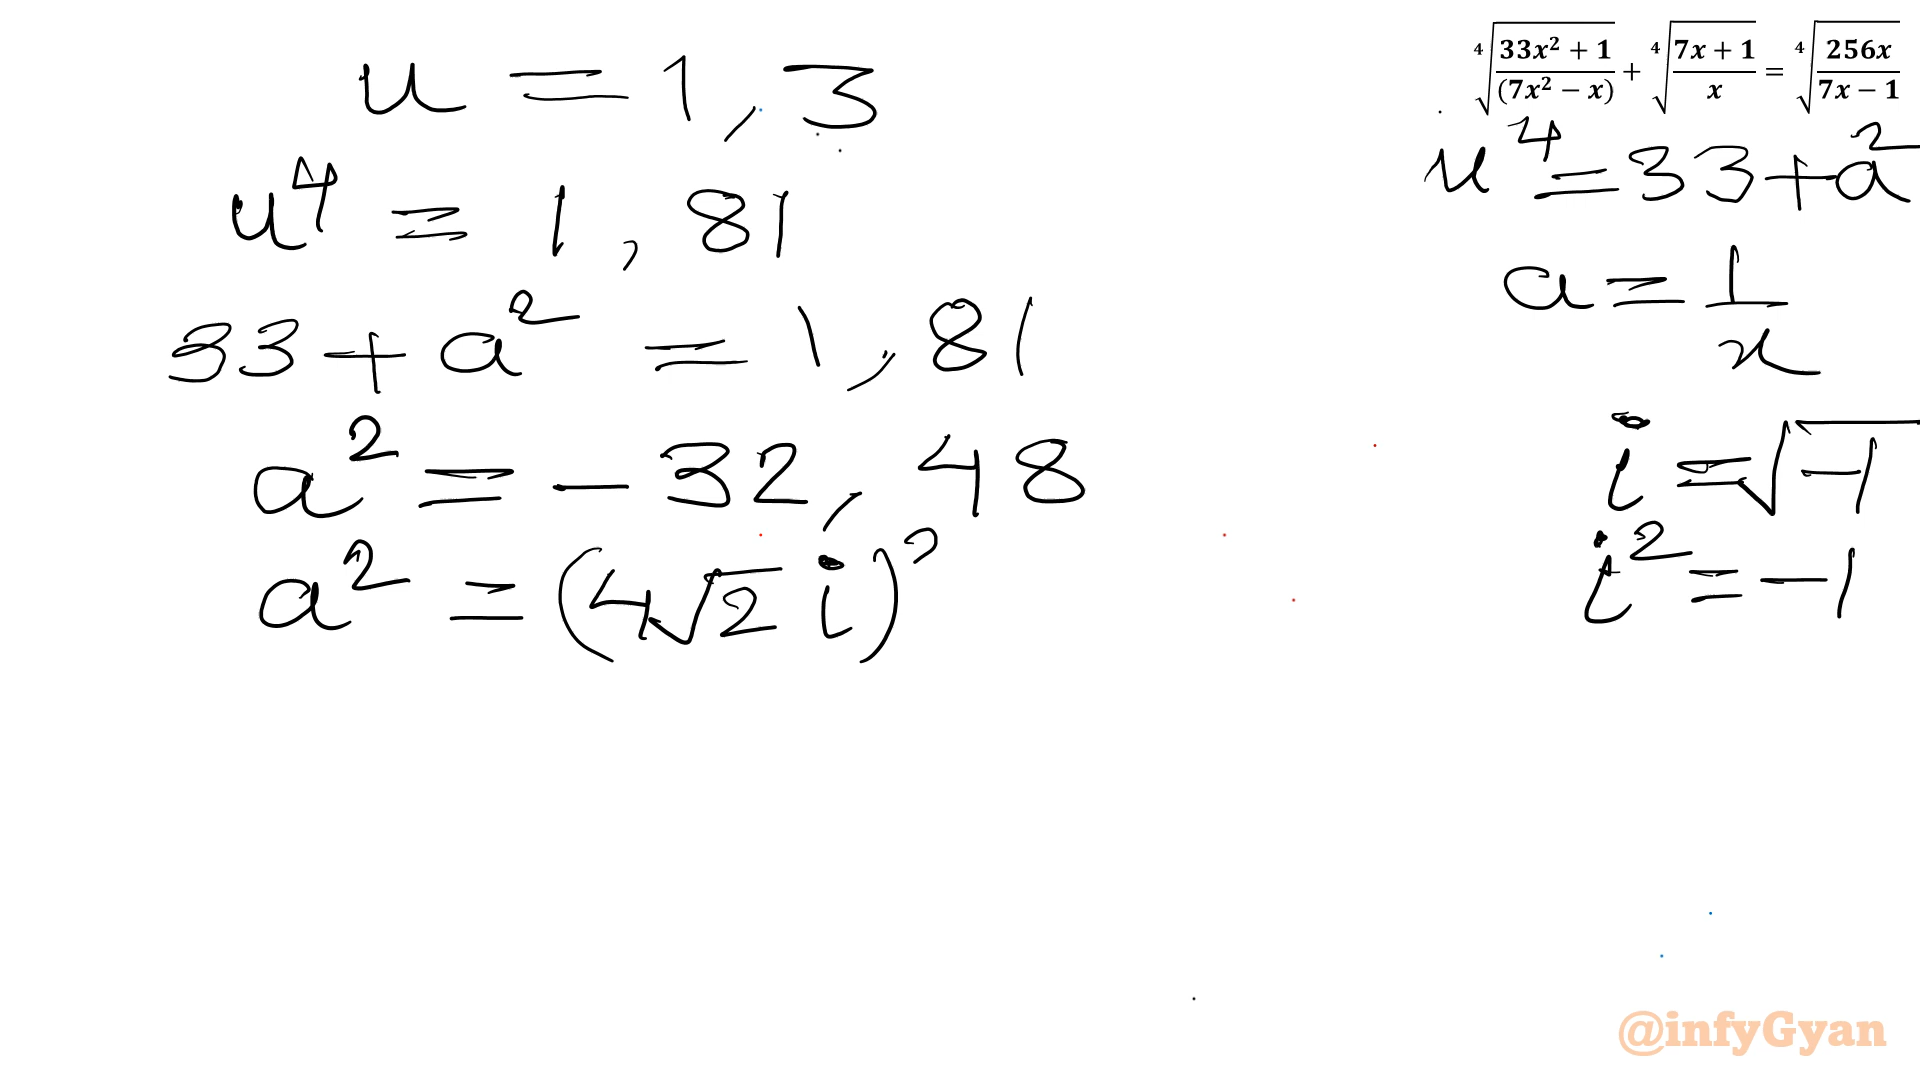 u = 1, 3
u⁴ = 1, 81
33 + a² = 1, 81
a² = - 32, 48
a² = (4√2 i)²
⁴√((33x² + 1)/((7x² − x))) + ⁴√((7x + 1)/x) = ⁴√((256x)/(7x − 1))
u⁴ = 33 + a²
a = 1/x
i = √-1
i² = -1
@infyGyan